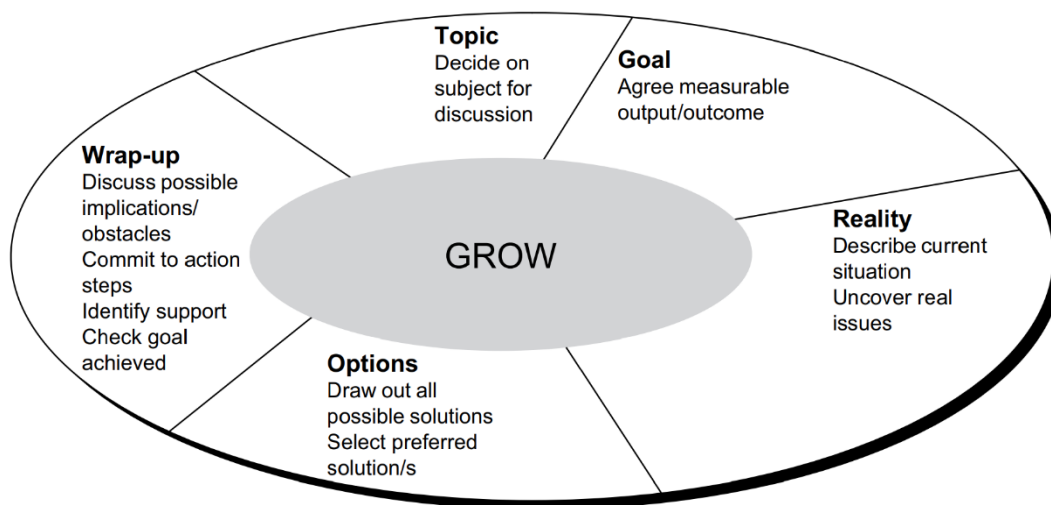 Topic
Decide on
subject for
discussion
Goal
Agree measurable
output/outcome
Reality
Describe current
situation
Uncover real
issues
Options
Draw out all
possible solutions
Select preferred
solution/s
Wrap-up
Discuss possible
implications/
obstacles
Commit to action
steps
Identify support
Check goal
achieved
GROW